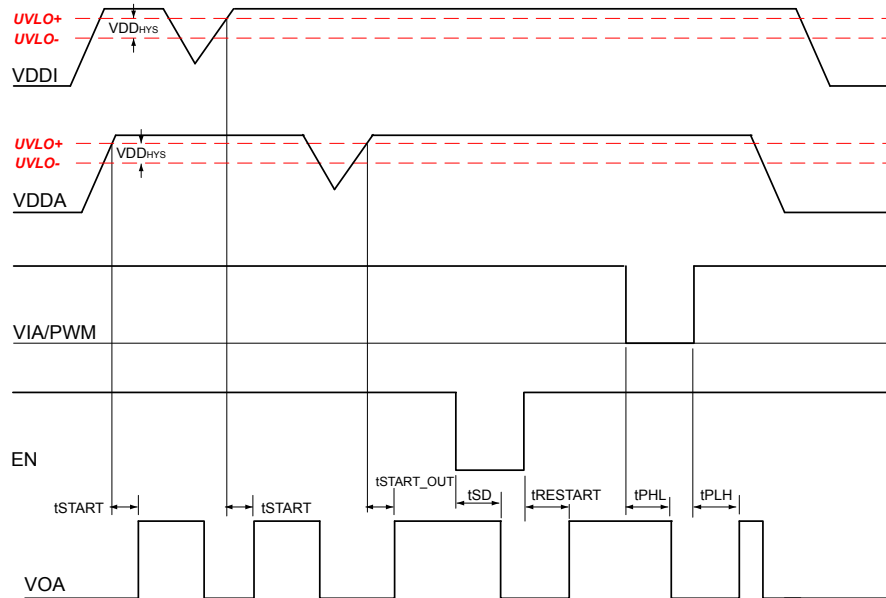 UVLO+
VDDHYS
UVLO-
VDDI
UVLO+
VDDHYS
UVLO-
VDDA
VIA/PWM
EN
tSTART
tSTART
tSTART_OUT
tSD
tRESTART
tPHL
tPLH
VOA